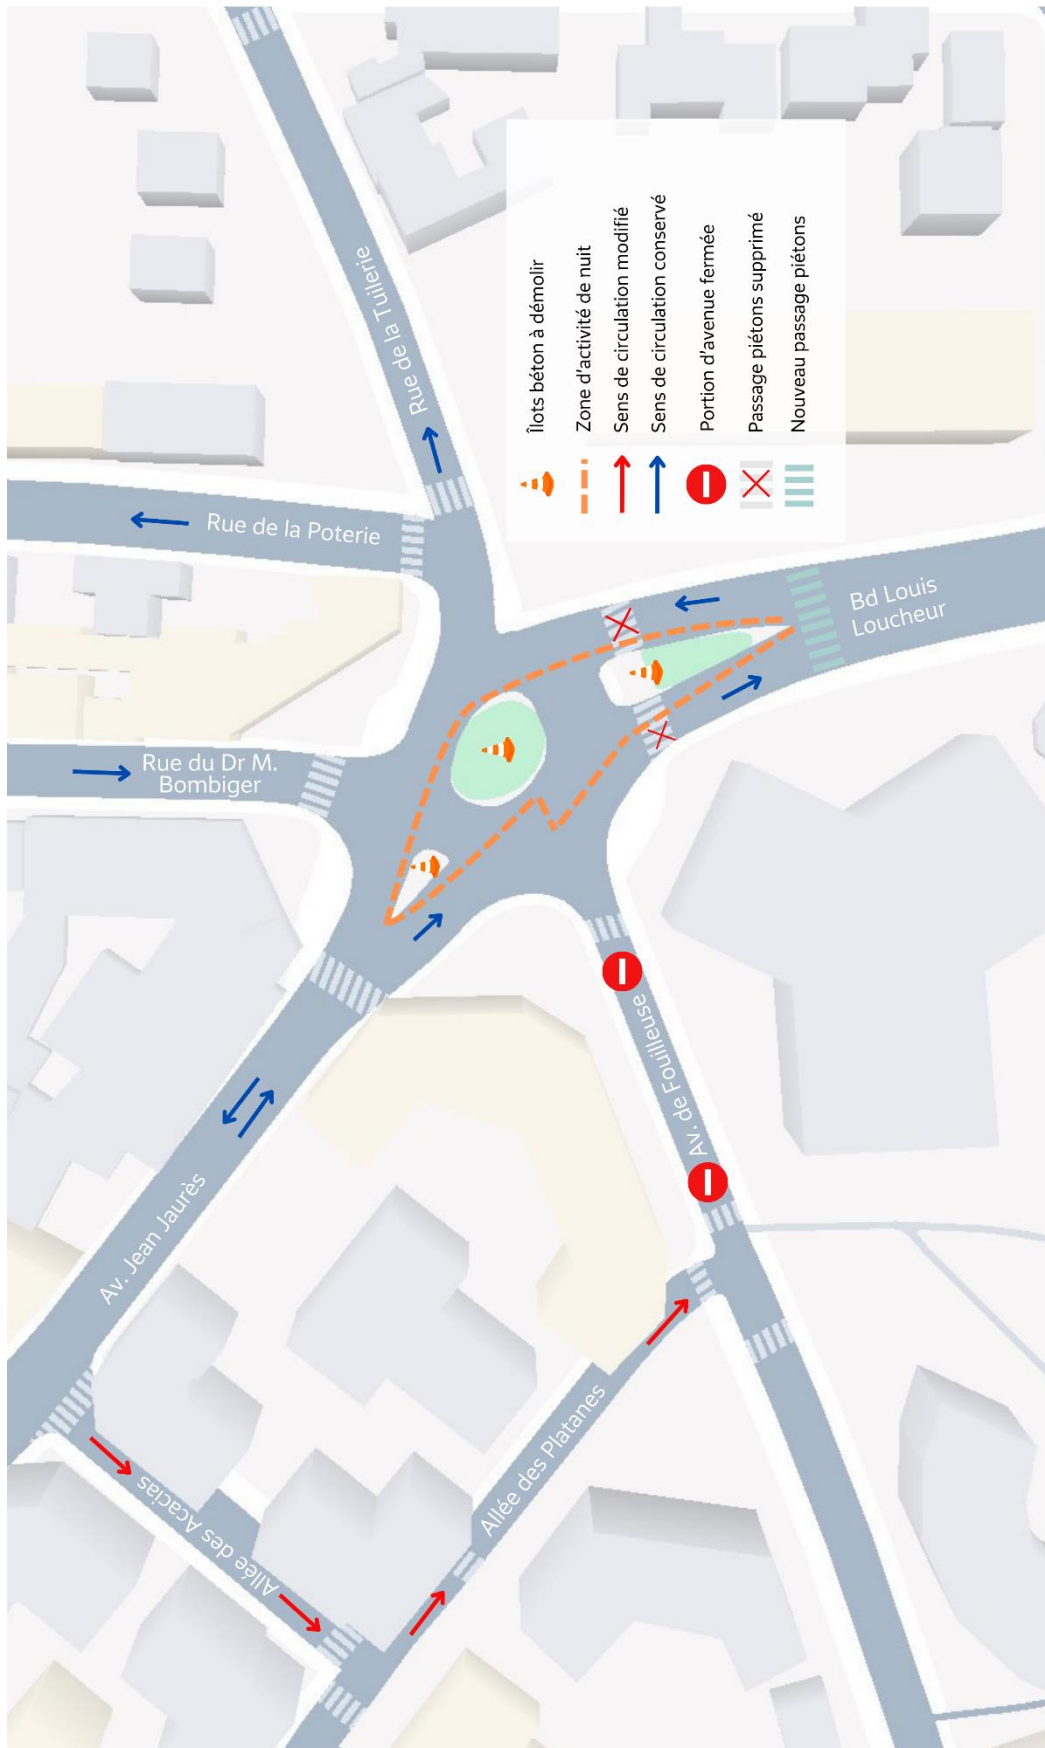 Rue de la Tuilerie
Rue de la Poterie
Rue du Dr M.
Bombiger
Bd Louis
Loucheur
Av. de Fouilleuse
Av. Jean Jaurès
Allée des Acacias
Allée des Platanes
Îlots béton à démolir
Zone d’activité de nuit
Sens de circulation modifié
Sens de circulation conservé
Portion d’avenue fermée
Passage piétons supprimé
Nouveau passage piétons